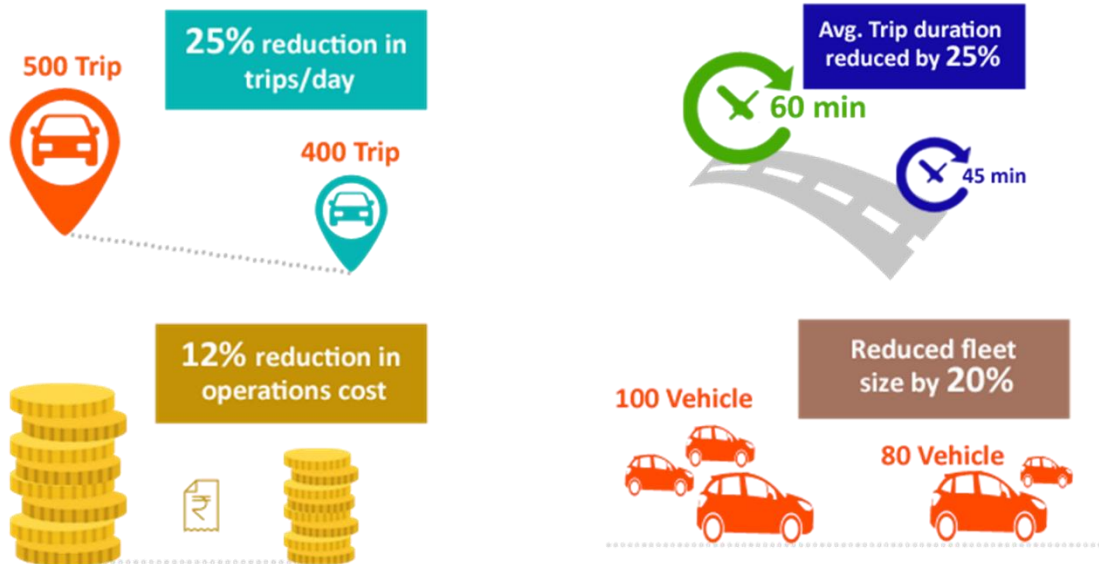 25% reduction in
trips/day
500 Trip
400 Trip
Avg. Trip duration
reduced by 25%
60 min
45 min
12% reduction in
operations cost
₹
Reduced fleet
size by 20%
100 Vehicle
80 Vehicle